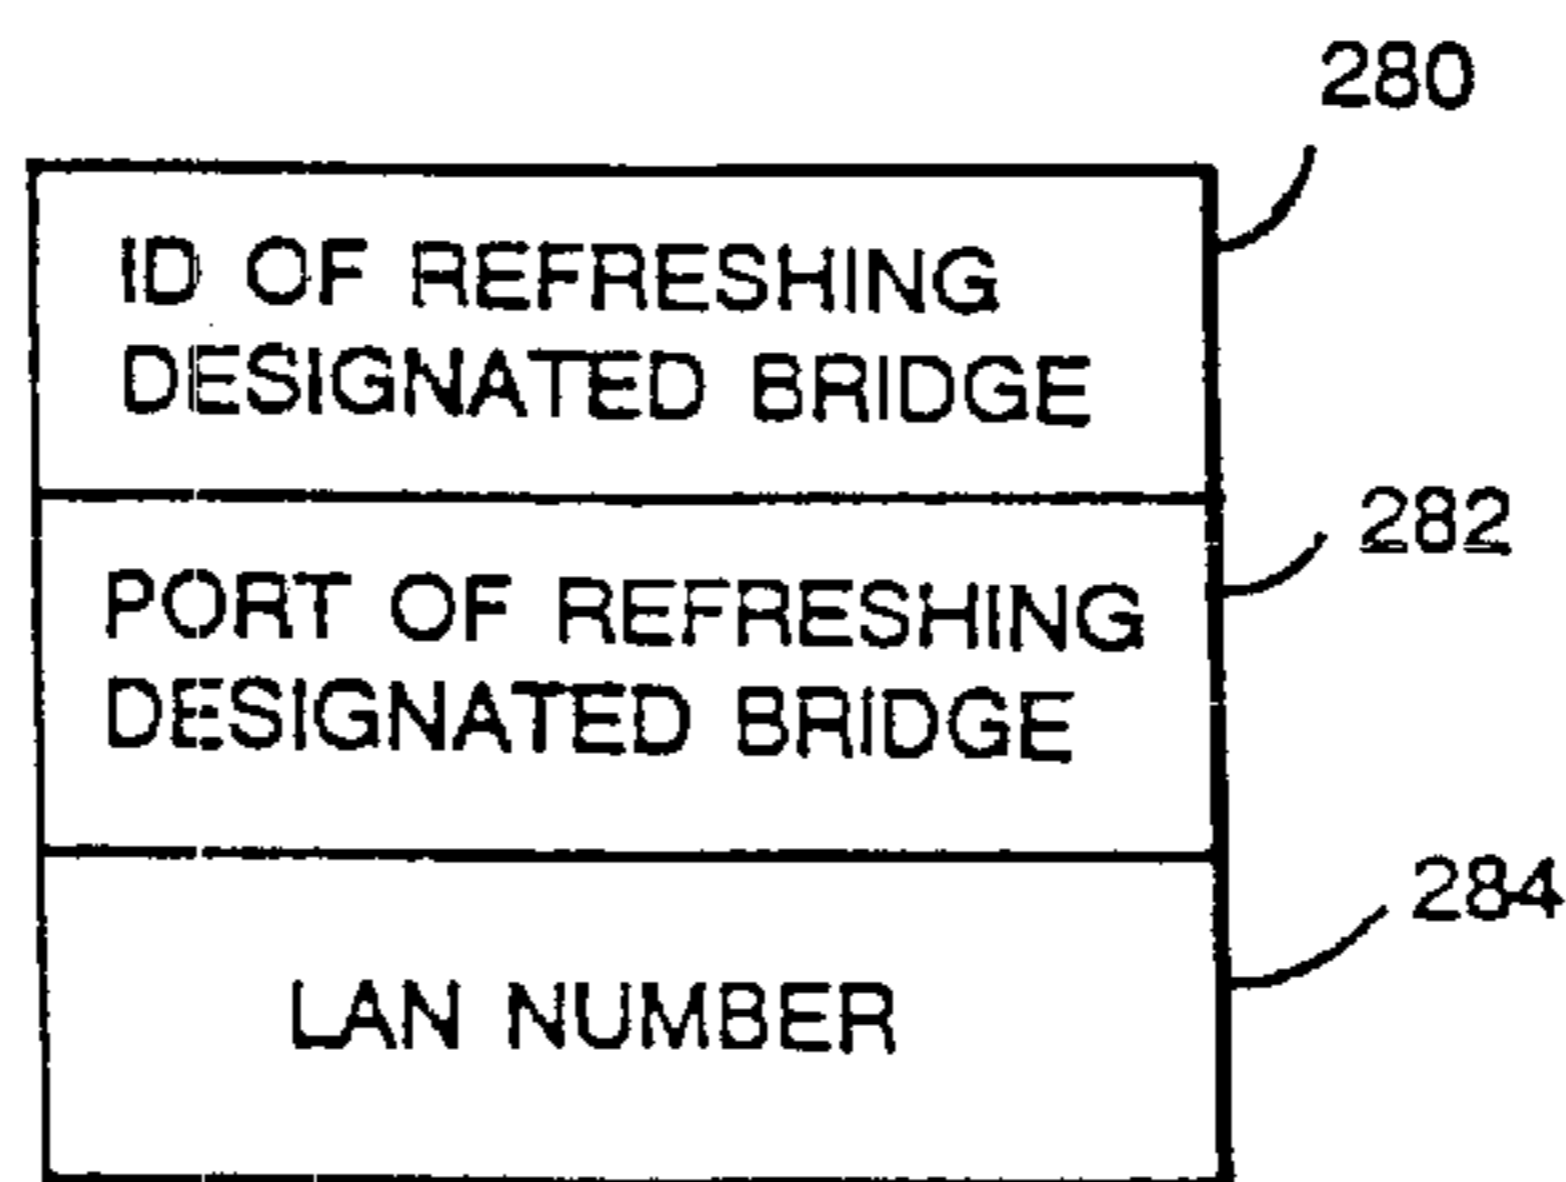 280
ID OF REFRESHING
DESIGNATED BRIDGE
282
PORT OF REFRESHING
DESIGNATED BRIDGE
284
LAN NUMBER